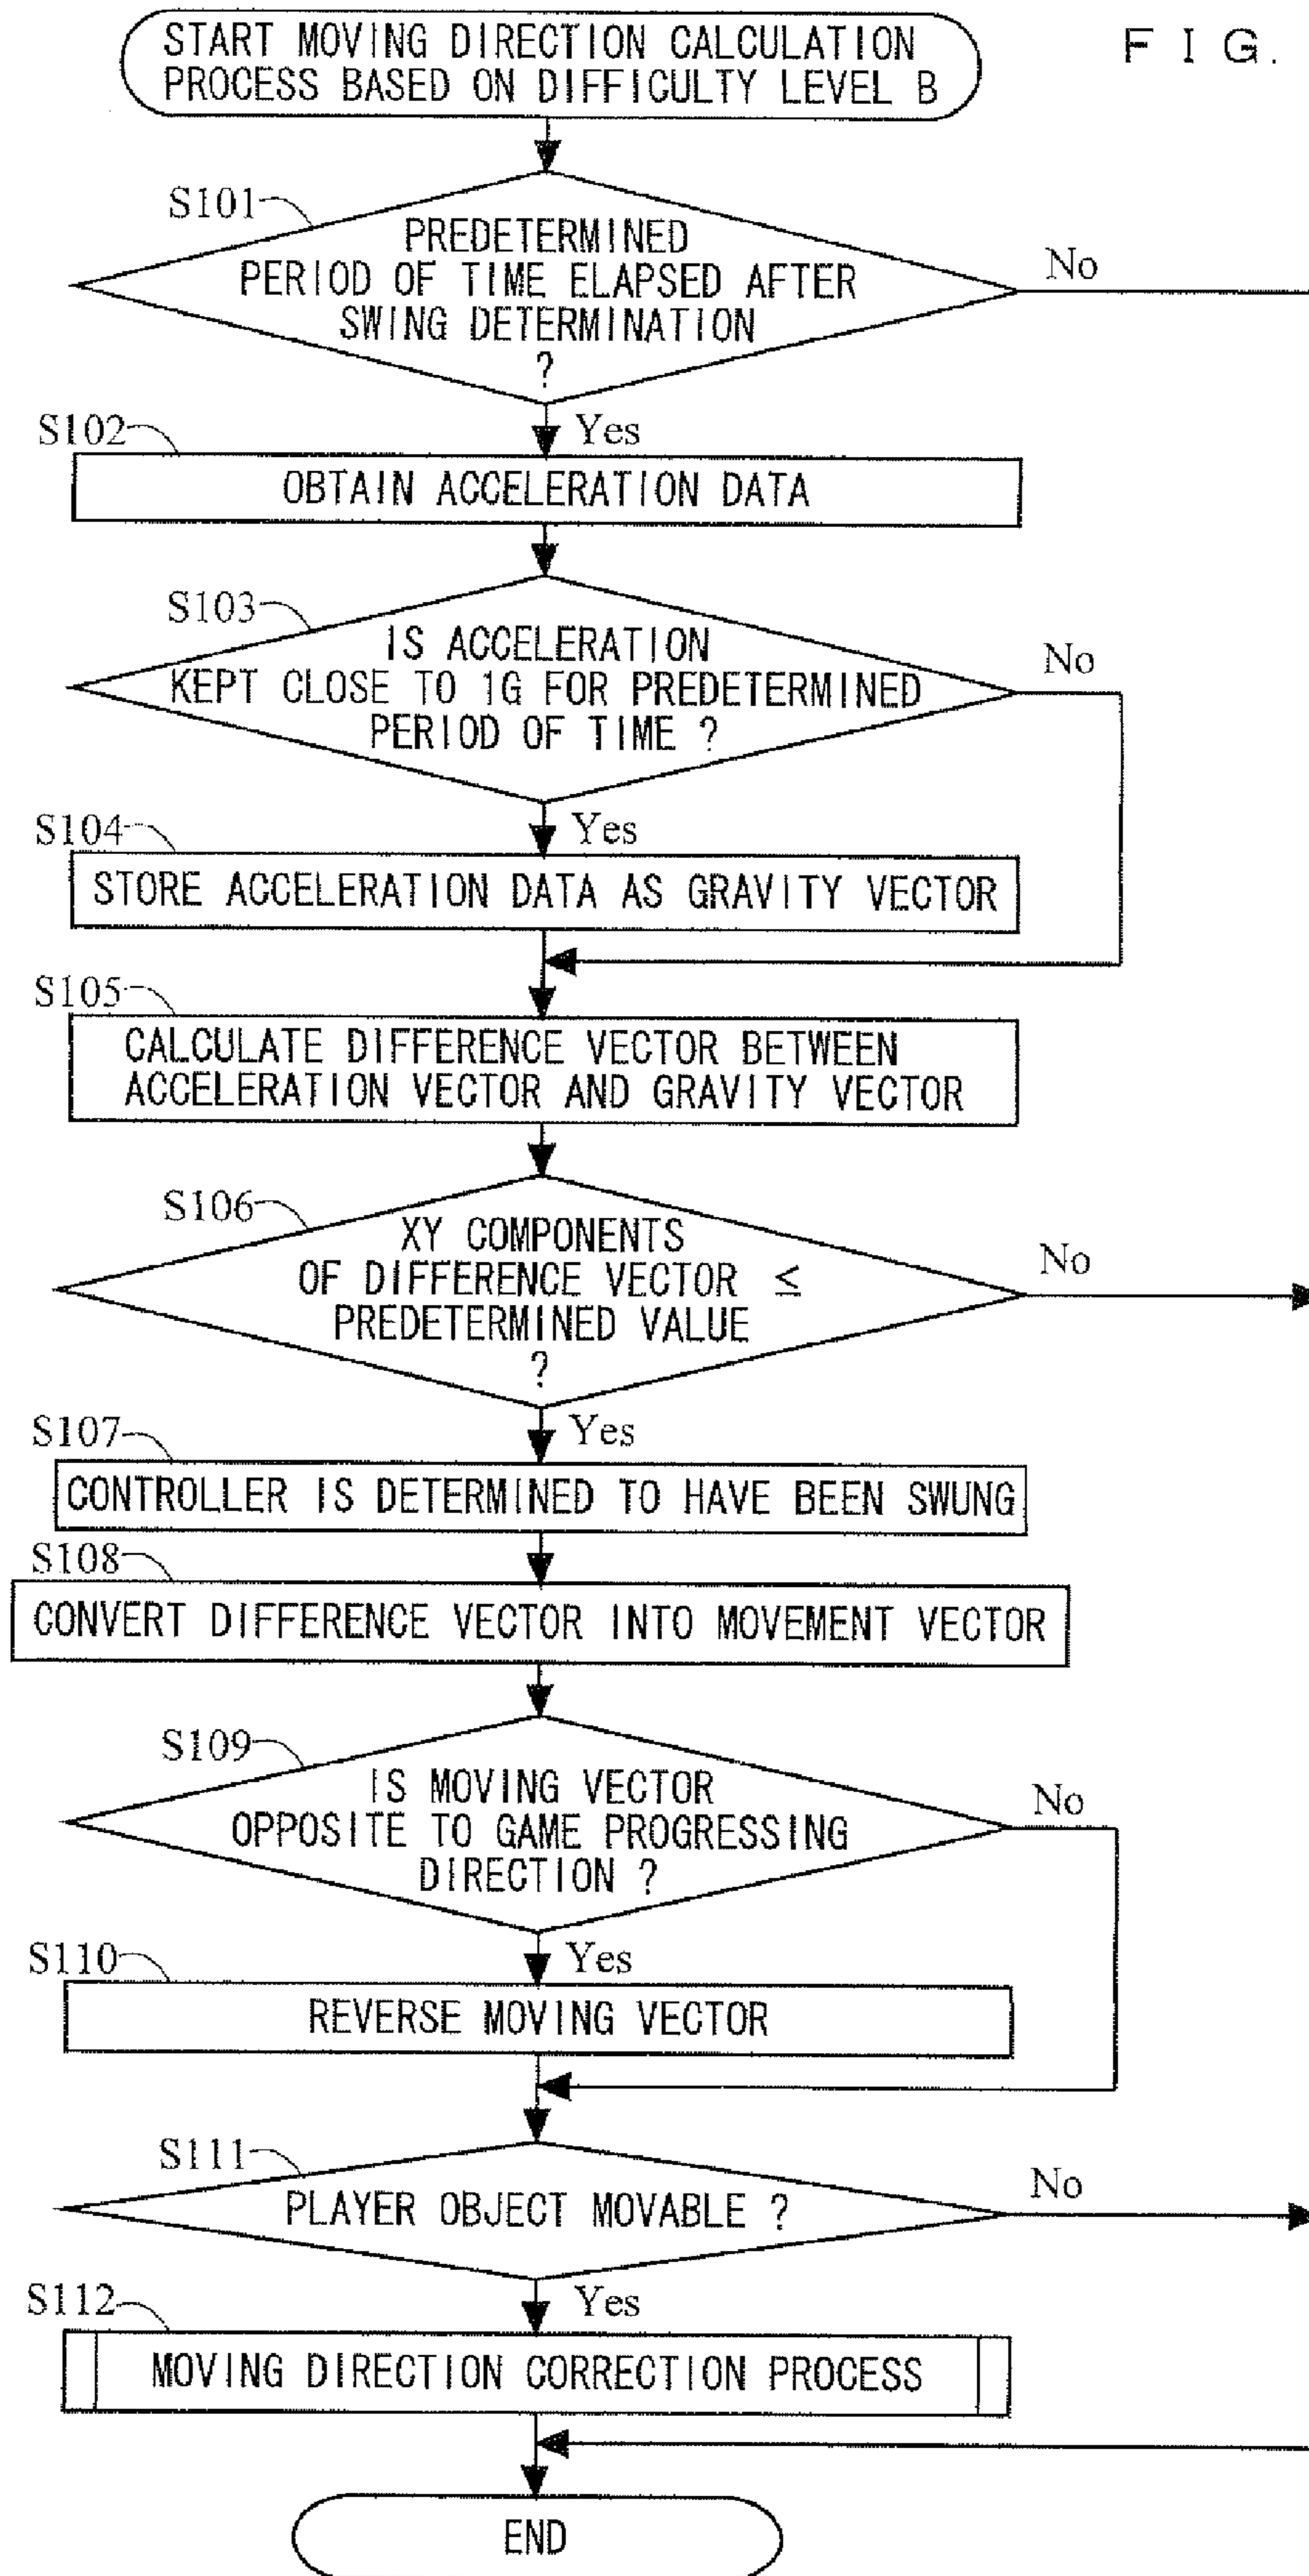 START MOVING DIRECTION CALCULATION
PROCESS BASED ON DIFFICULTY LEVEL B
FIG.
S101
PREDETERMINED
PERIOD OF TIME ELAPSED AFTER
SWING DETERMINATION
?
No
Yes
S102
OBTAIN ACCELERATION DATA
S103
IS ACCELERATION
KEPT CLOSE TO 1G FOR PREDETERMINED
PERIOD OF TIME ?
No
Yes
S104
STORE ACCELERATION DATA AS GRAVITY VECTOR
S105
CALCULATE DIFFERENCE VECTOR BETWEEN
ACCELERATION VECTOR AND GRAVITY VECTOR
S106
XY COMPONENTS
OF DIFFERENCE VECTOR ≤
PREDETERMINED VALUE
?
No
Yes
S107
CONTROLLER IS DETERMINED TO HAVE BEEN SWUNG
S108
CONVERT DIFFERENCE VECTOR INTO MOVEMENT VECTOR
S109
IS MOVING VECTOR
OPPOSITE TO GAME PROGRESSING
DIRECTION ?
No
Yes
S110
REVERSE MOVING VECTOR
S111
PLAYER OBJECT MOVABLE ?
No
Yes
S112
MOVING DIRECTION CORRECTION PROCESS
END